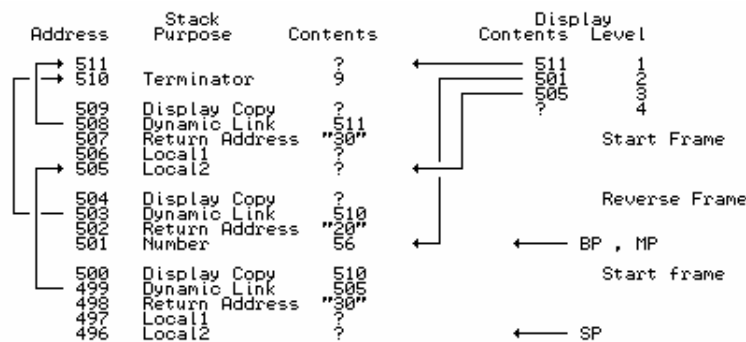 Stack Display
Address Purpose Contents Contents Level
511 ? 511 1
510 Terminator 9 501 2
505 3
509 Display Copy ? ? 4
508 Dynamic Link 511
507 Return Address "30" Start Frame
506 Local1 ?
505 Local2 ?
504 Display Copy ? Reverse Frame
503 Dynamic Link 510
502 Return Address "20"
501 Number 56 BP , MP
500 Display Copy 510 Start frame
499 Dynamic Link 505
498 Return Address "30"
497 Local1 ?
496 Local2 ? SP